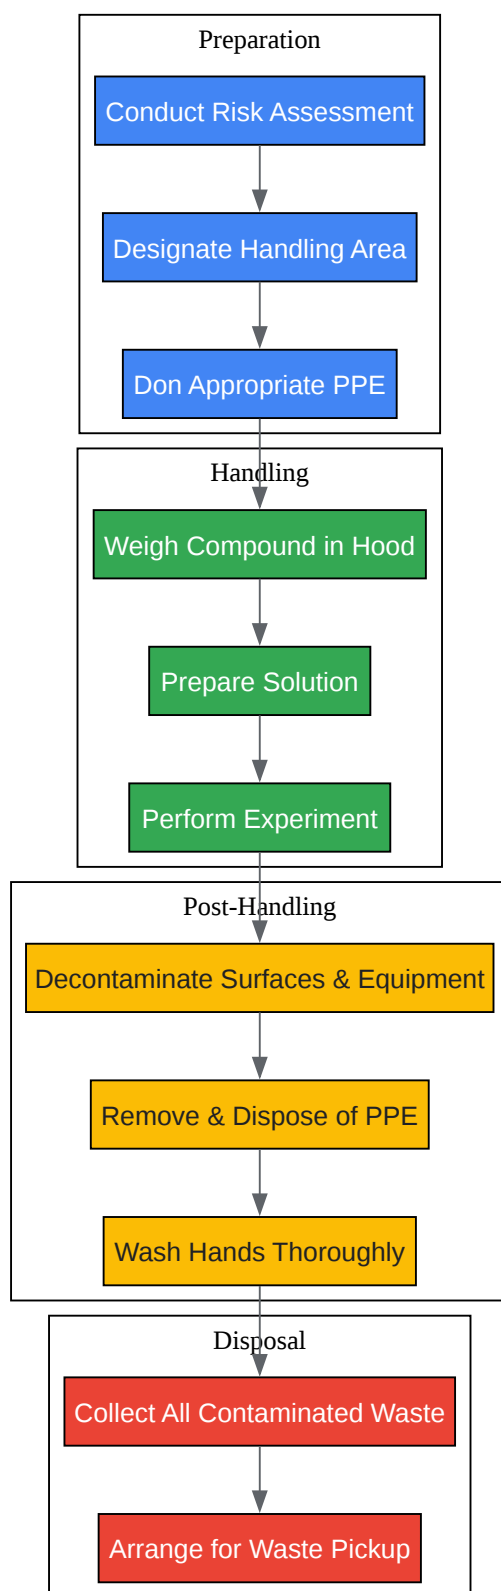 Preparation
Conduct Risk Assessment
Designate Handling Area
Don Appropriate PPE
Handling
Weigh Compound in Hood
Prepare Solution
Perform Experiment
Post-Handling
Decontaminate Surfaces & Equipment
Remove & Dispose of PPE
Wash Hands Thoroughly
Disposal
Collect All Contaminated Waste
Arrange for Waste Pickup